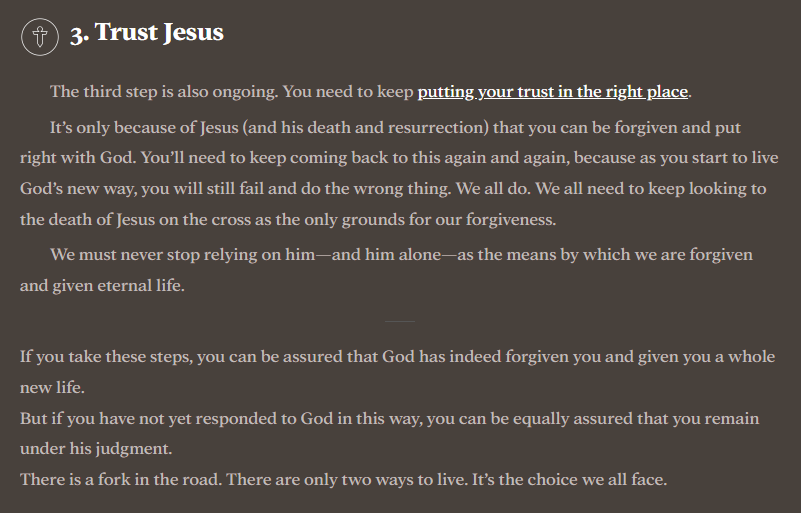 3. Trust Jesus
The third step is also ongoing. You need to keep putting your trust in the right place.
It’s only because of Jesus (and his death and resurrection) that you can be forgiven and put
right with God. You’ll need to keep coming back to this again and again, because as you start to live
God’s new way, you will still fail and do the wrong thing. We all do. We all need to keep looking to
the death of Jesus on the cross as the only grounds for our forgiveness.
We must never stop relying on him—and him alone—as the means by which we are forgiven
and given eternal life.
If you take these steps, you can be assured that God has indeed forgiven you and given you a whole
new life.
But if you have not yet responded to God in this way, you can be equally assured that you remain
under his judgment.
There is a fork in the road. There are only two ways to live. It’s the choice we all face.